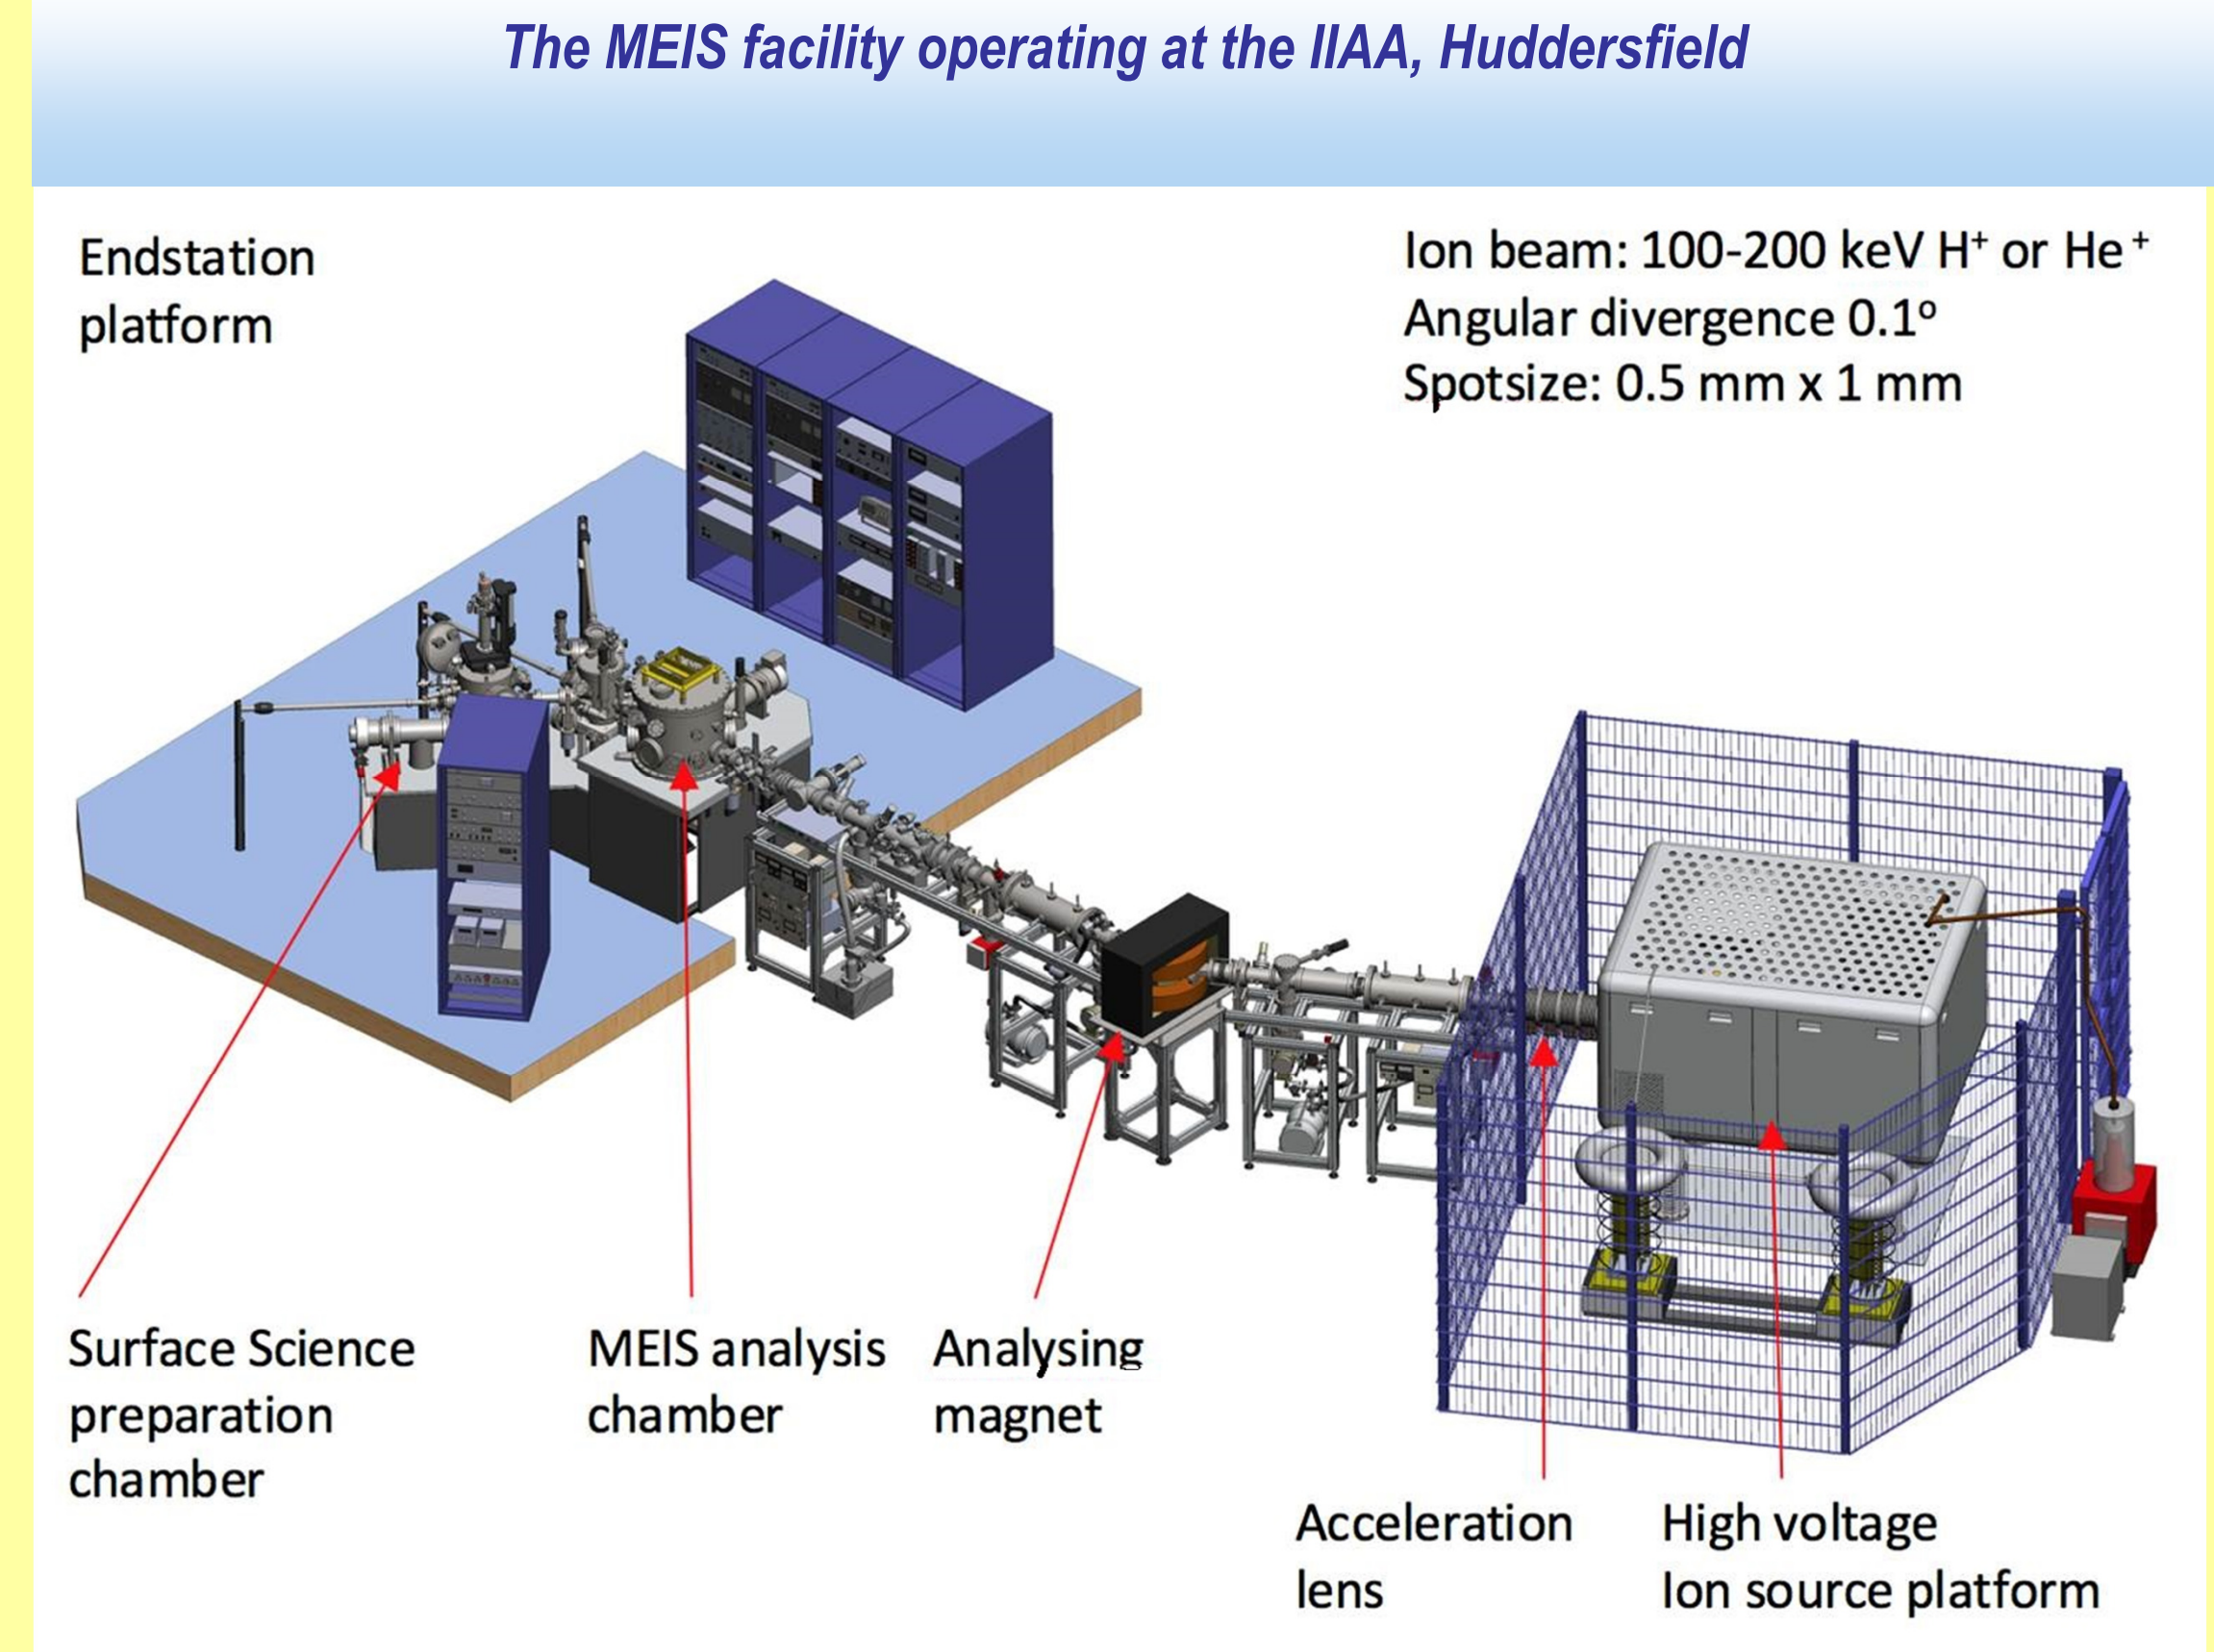 The MEIS facility operating at the IIAA, Huddersfield
Endstation
platform
Ion beam: 100-200 keV H⁺ or He⁺
Angular divergence 0.1º
Spotsize: 0.5 mm x 1 mm
Surface Science
preparation
chamber
MEIS analysis
chamber
Analysing
magnet
Acceleration
lens
High voltage
Ion source platform